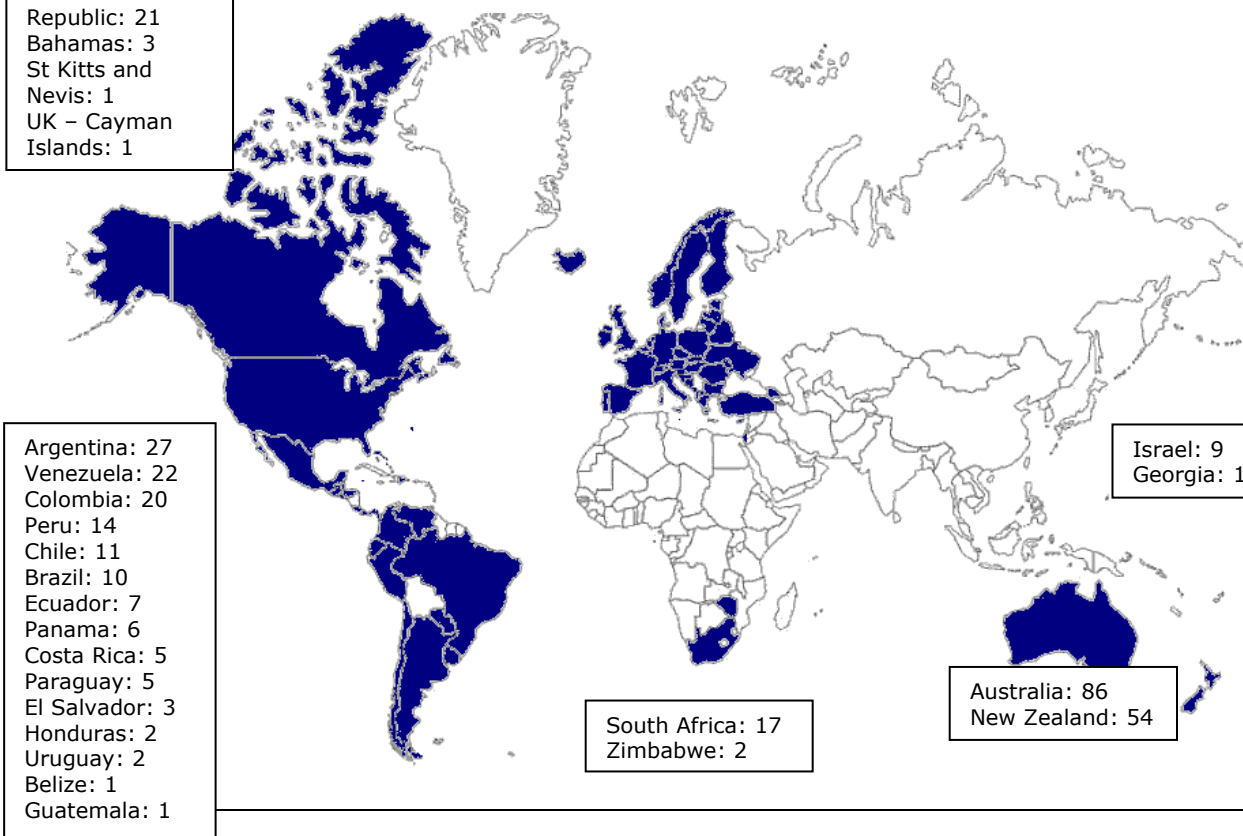 Republic: 21
Bahamas: 3
St Kitts and
Nevis: 1
UK – Cayman
Islands: 1
Argentina: 27
Venezuela: 22
Colombia: 20
Peru: 14
Chile: 11
Brazil: 10
Ecuador: 7
Panama: 6
Costa Rica: 5
Paraguay: 5
El Salvador: 3
Honduras: 2
Uruguay: 2
Belize: 1
Guatemala: 1
South Africa: 17
Zimbabwe: 2
Israel: 9
Georgia: 1
Australia: 86
New Zealand: 54